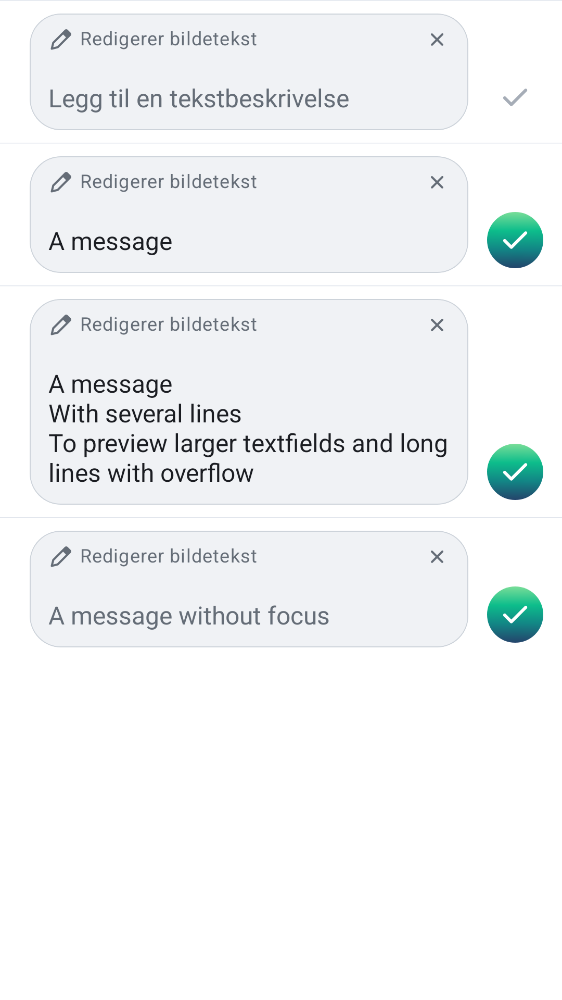 Redigerer bildetekst
Legg til en tekstbeskrivelse
Redigerer bildetekst
A message
Redigerer bildetekst
A message
With several lines
To preview larger textfields and long
lines with overflow
Redigerer bildetekst
A message without focus